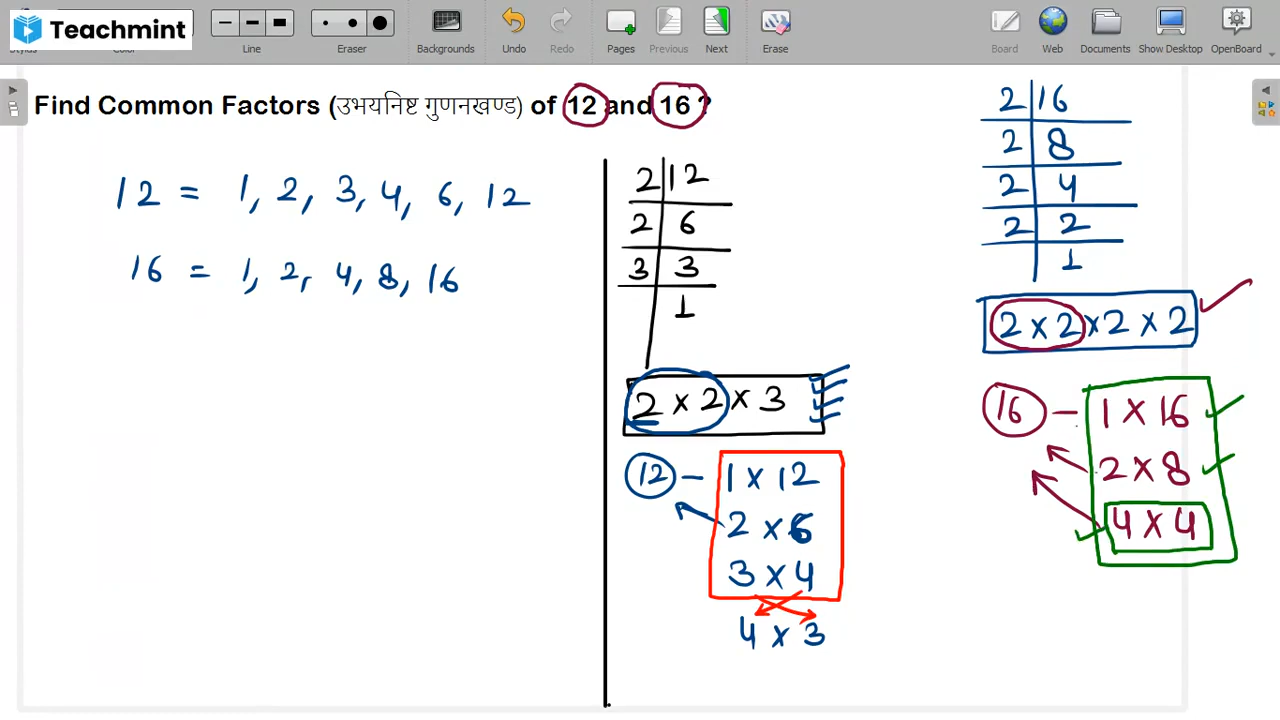 Teachmint
Line
Eraser
Backgrounds
Undo
Redo
Pages
Previous
Next
Erase
Board
Web
Documents
Show Desktop
OpenBoard
Find Common Factors (उभयनिष्ट गुणनखण्ड) of 12 and 16 ?
12 = 1, 2, 3, 4, 6, 12
16 = 1, 2, 4, 8, 16
2 | 12
2 | 6
3 | 3
1
2 x 2 x 3
12 - 1 x 12
2 x 6
3 x 4
4 x 3
2 | 16
2 | 8
2 | 4
2 | 2
1
2 x 2 x 2 x 2
16 - 1 x 16
2 x 8
4 x 4